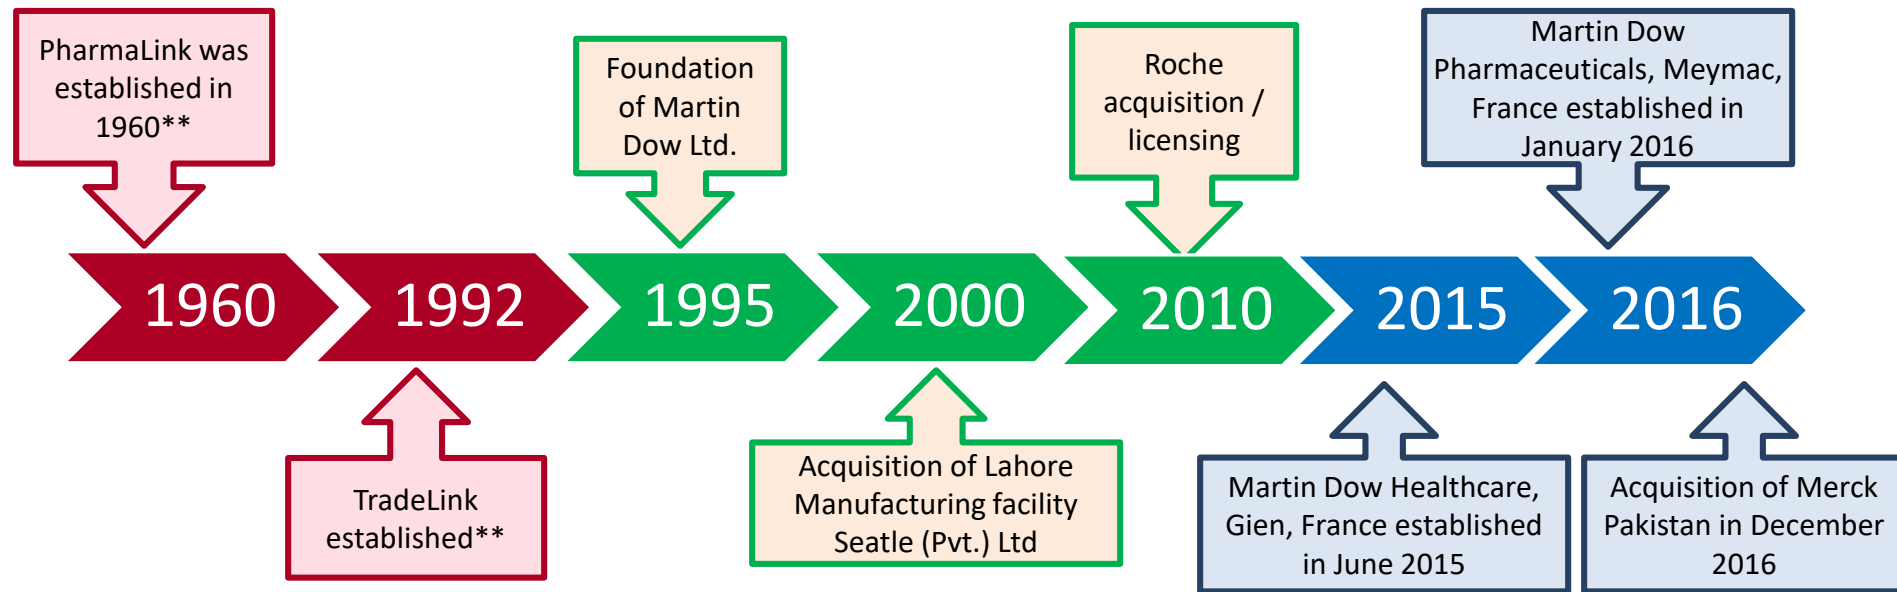 PharmaLink was
established in
1960**
Foundation
of Martin
Dow Ltd.
Roche
acquisition /
licensing
Martin Dow
Pharmaceuticals, Meymac,
France established in
January 2016
1960
1992
1995
2000
2010
2015
2016
TradeLink
established**
Acquisition of Lahore
Manufacturing facility
Seatle (Pvt.) Ltd
Martin Dow Healthcare,
Gien, France established
in June 2015
Acquisition of Merck
Pakistan in December
2016